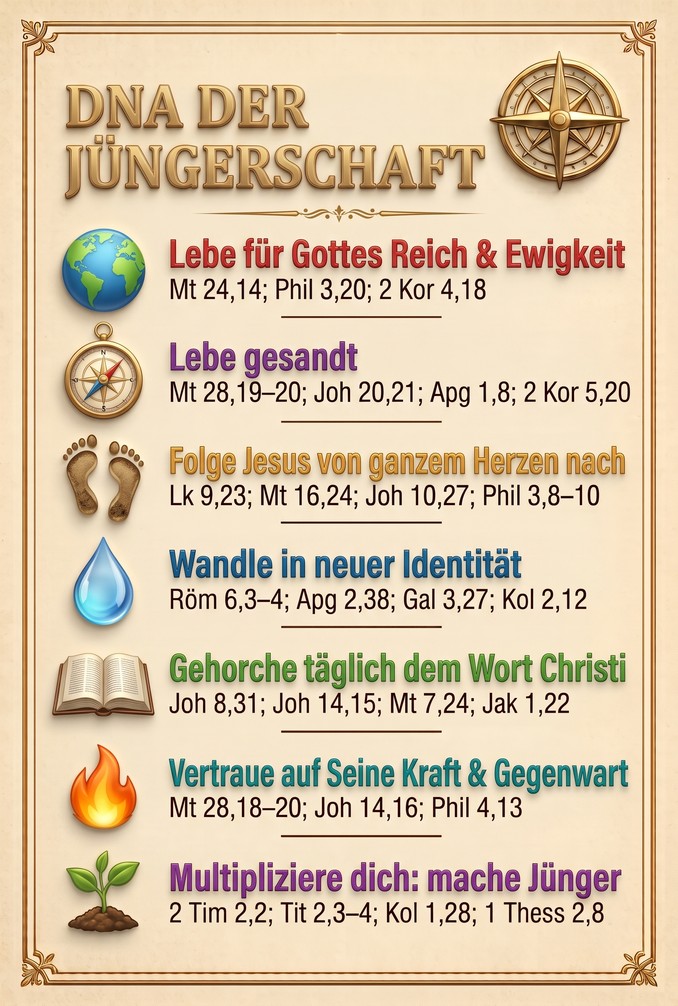 DNA DER
JÜNGERSCHAFT
Lebe für Gottes Reich & Ewigkeit
Mt 24,14; Phil 3,20; 2 Kor 4,18
Lebe gesandt
Mt 28,19–20; Joh 20,21; Apg 1,8; 2 Kor 5,20
Folge Jesus von ganzem Herzen nach
Lk 9,23; Mt 16,24; Joh 10,27; Phil 3,8–10
Wandle in neuer Identität
Röm 6,3–4; Apg 2,38; Gal 3,27; Kol 2,12
Gehorche täglich dem Wort Christi
Joh 8,31; Joh 14,15; Mt 7,24; Jak 1,22
Vertraue auf Seine Kraft & Gegenwart
Mt 28,18–20; Joh 14,16; Phil 4,13
Multipliziere dich: mache Jünger
2 Tim 2,2; Tit 2,3–4; Kol 1,28; 1 Thess 2,8